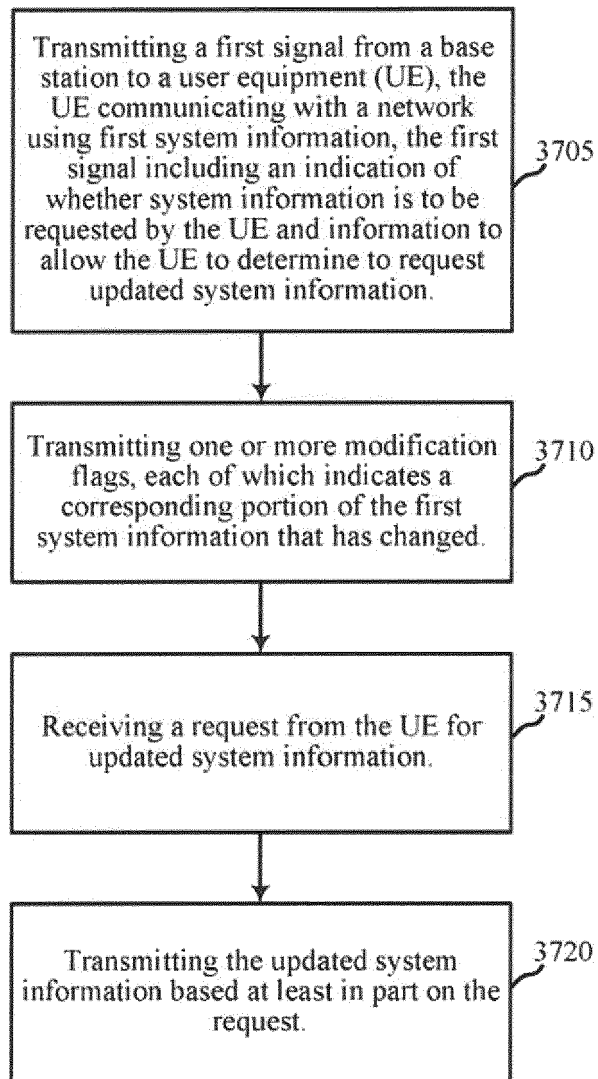 Transmitting a first signal from a base
station to a user equipment (UE), the
UE communicating with a network
using first system information, the first
signal including an indication of
whether system information is to be
requested by the UE and information to
allow the UE to determine to request
updated system information.
3705
Transmitting one or more modification
flags, each of which indicates a
corresponding portion of the first
system information that has changed.
3710
Receiving a request from the UE for
updated system information.
3715
Transmitting the updated system
information based at least in part on the
request.
3720